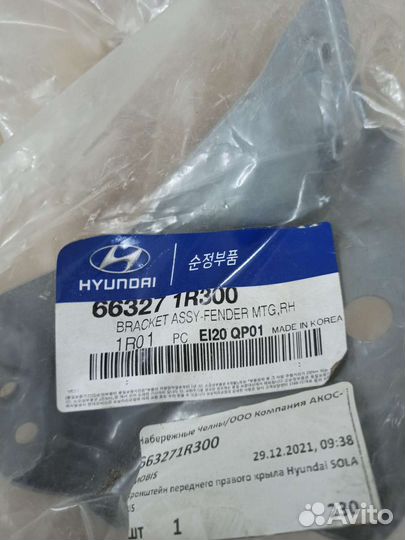 HYUNDAI
순정부품
66327 1R300
BRACKET ASSY-FENDER MTG,RH
1R01 PC EI20 QP01 MADE IN KOREA
Набережные Челны/ООО Компания АКОС-
663271R300
MOBIS
29.12.2021, 09:38
кронштейн переднего правого крыла Hyundai SOLA
IS
ШТ 1
Avito